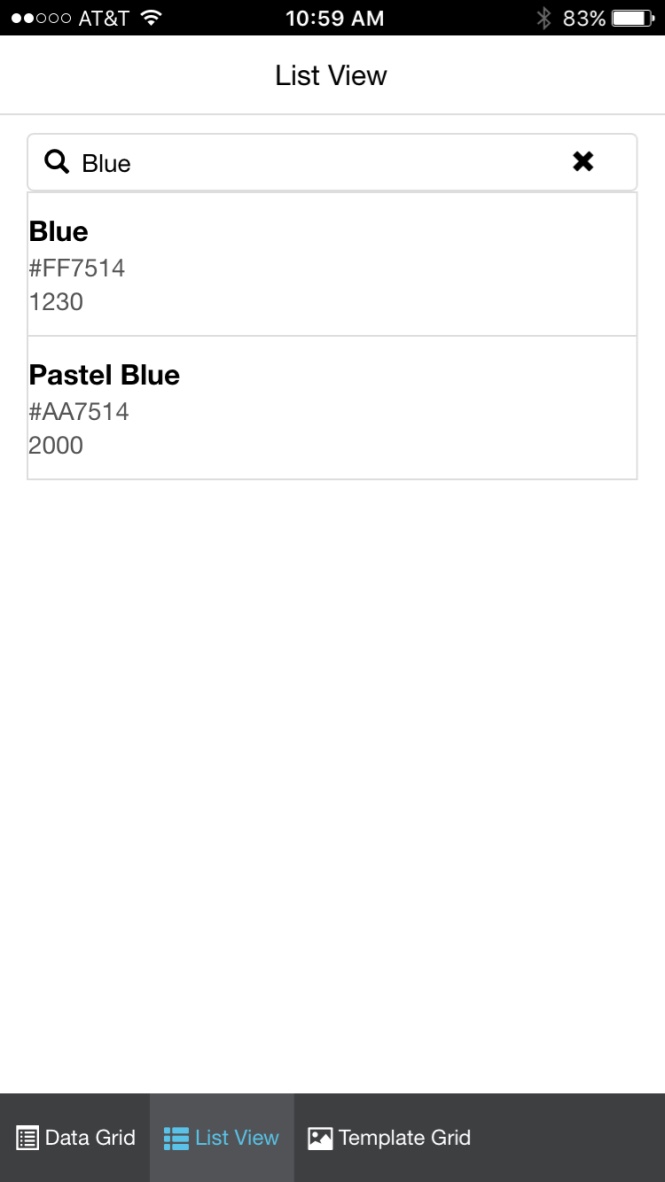 AT&T 10:59 AM 83%
List View
Blue
Blue
#FF7514
1230
Pastel Blue
#AA7514
2000
Data Grid List View Template Grid